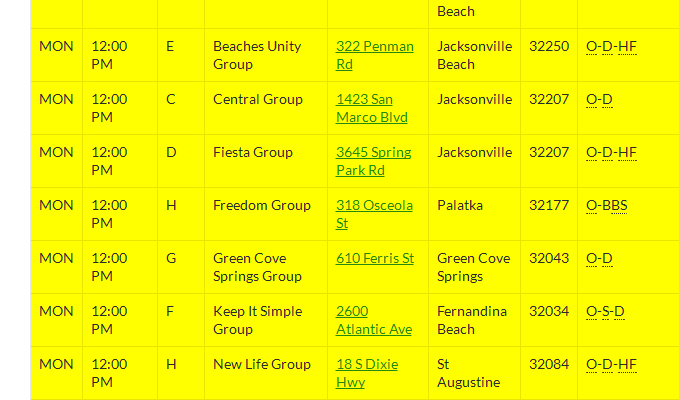 Beach
MON 12:00 PM E Beaches Unity Group 322 Penman Rd Jacksonville Beach 32250 O-D-HF
MON 12:00 PM C Central Group 1423 San Marco Blvd Jacksonville 32207 O-D
MON 12:00 PM D Fiesta Group 3645 Spring Park Rd Jacksonville 32207 O-D-HF
MON 12:00 PM H Freedom Group 318 Osceola St Palatka 32177 O-BBS
MON 12:00 PM G Green Cove Springs Group 610 Ferris St Green Cove Springs 32043 O-D
MON 12:00 PM F Keep It Simple Group 2600 Atlantic Ave Fernandina Beach 32034 O-S-D
MON 12:00 PM H New Life Group 18 S Dixie Hwy St Augustine 32084 O-D-HF